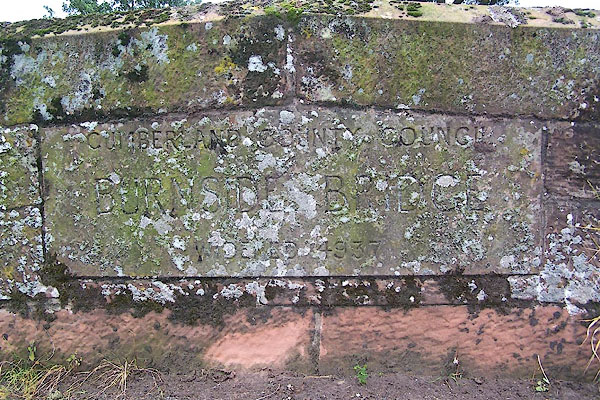 CUMBERLAND COUNTY COUNCIL
BURNSIDE BRIDGE
WIDENED 1937